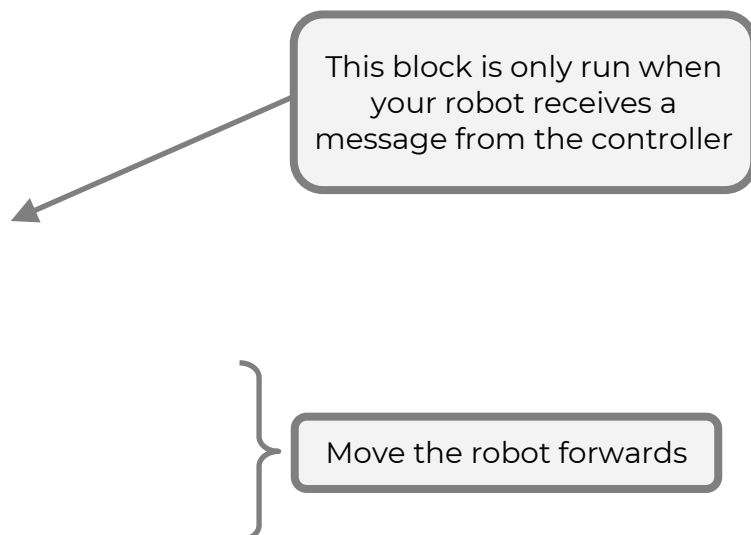 This block is only run when
your robot receives a
message from the controller
Move the robot forwards